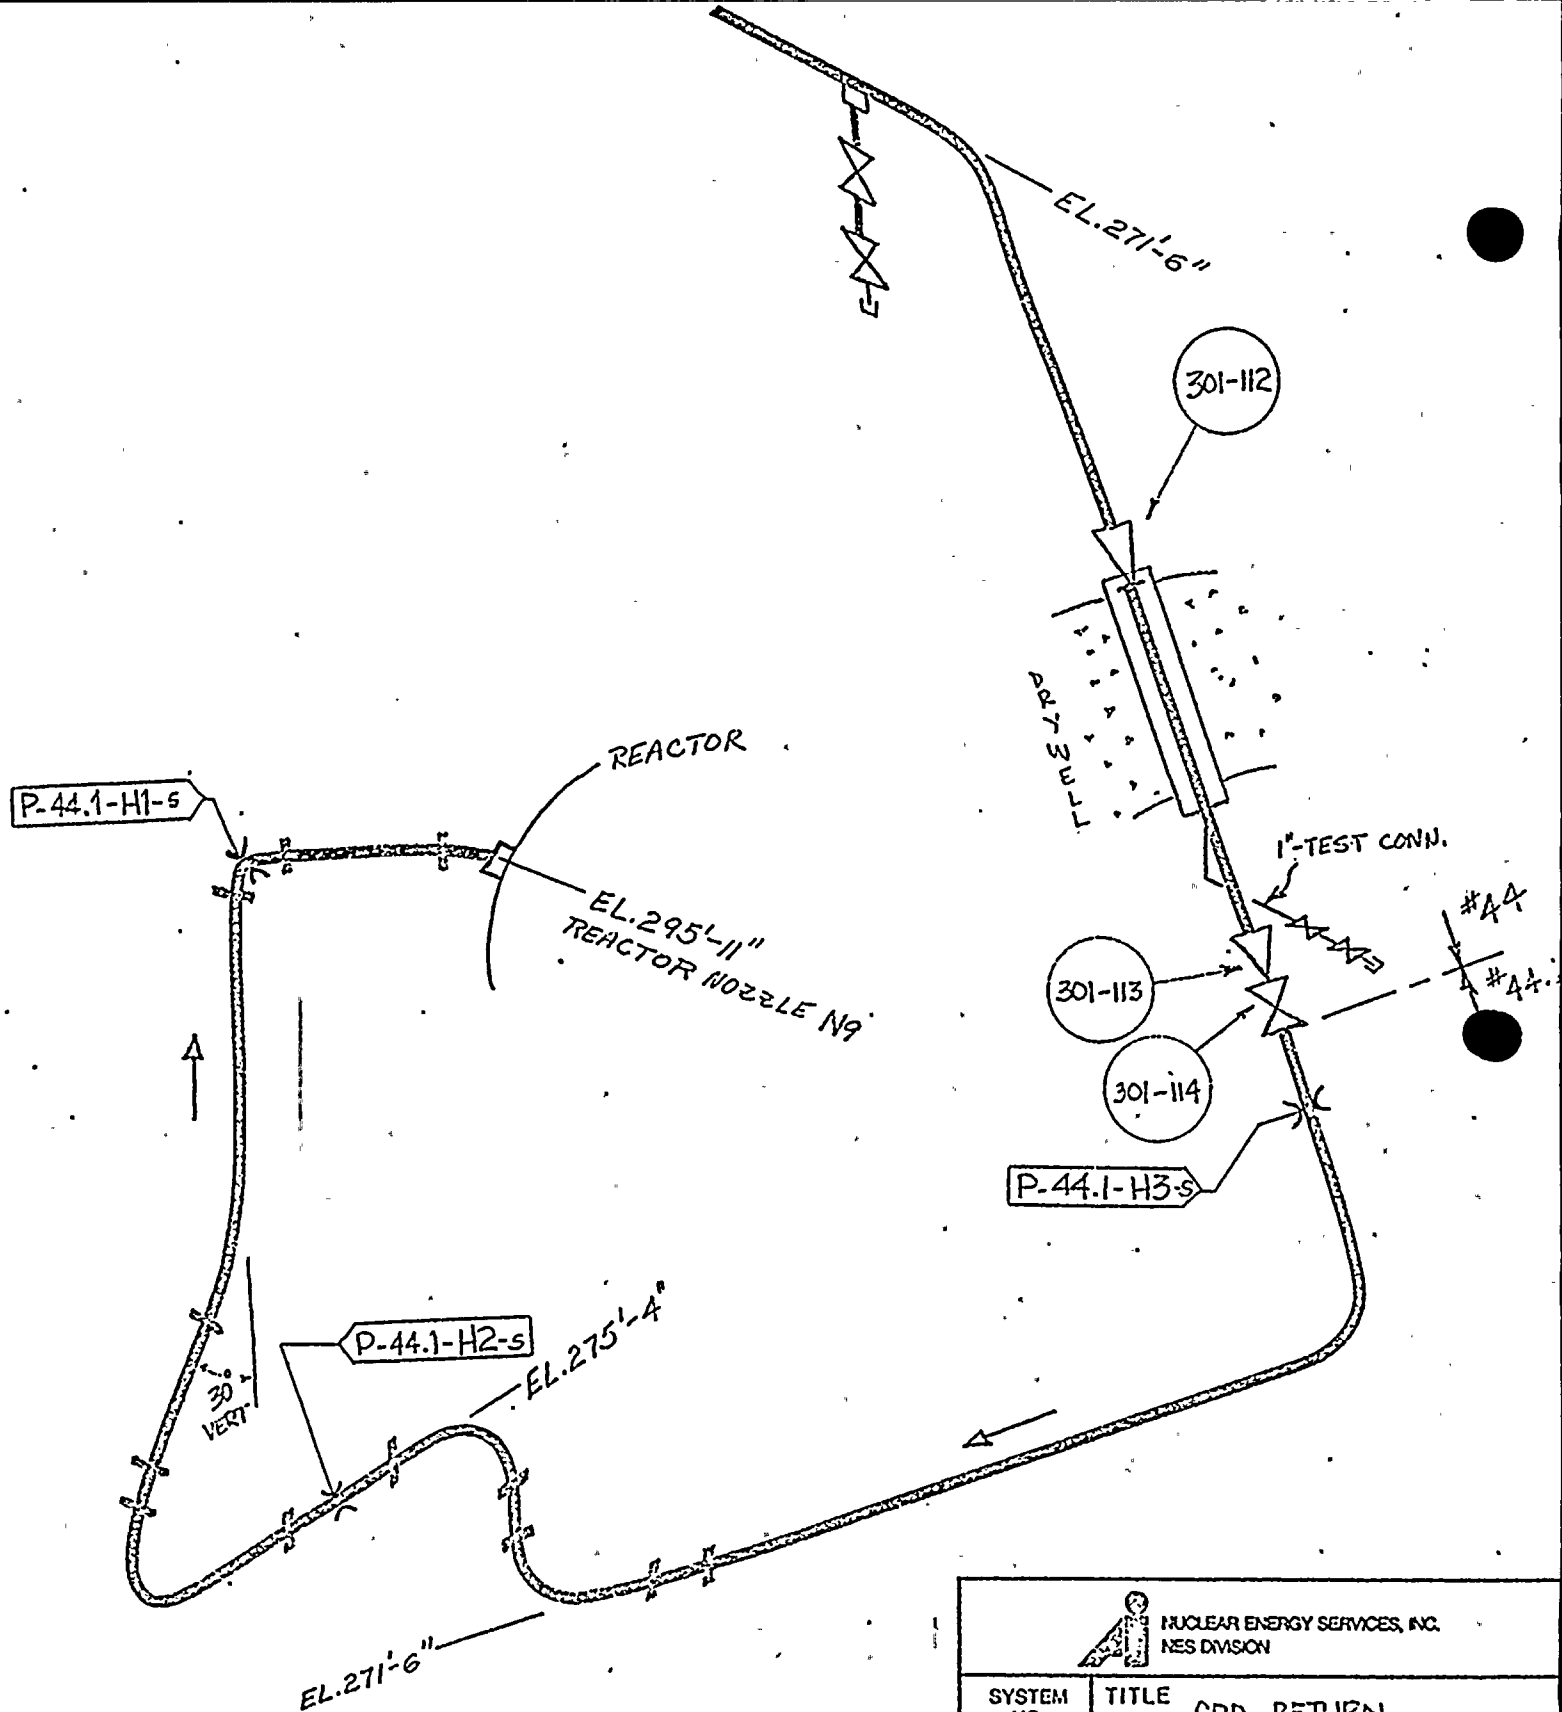 EL.271'-6"
301-112
DRYWELL
REACTOR
P-44.1-H1-s
1"-TEST CONN.
EL.295'-11"
REACTOR NOZZLE N9
#44
#44.
301-113
301-114
P-44.1-H3-s
P-44.1-H2-s
EL.275'-4"
30°
VERT
EL.271'-6"
NUCLEAR ENERGY SERVICES, INC.
NES DIVISION
SYSTEM
TITLE
CRD RETURN